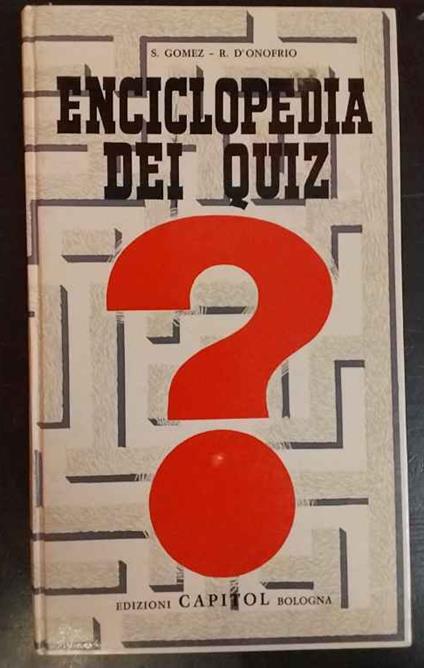 S. GOMEZ - R. D'ONOFRIO
ENCICLOPEDIA
DEI QUIZ
?
EDIZIONI CAPITOL BOLOGNA